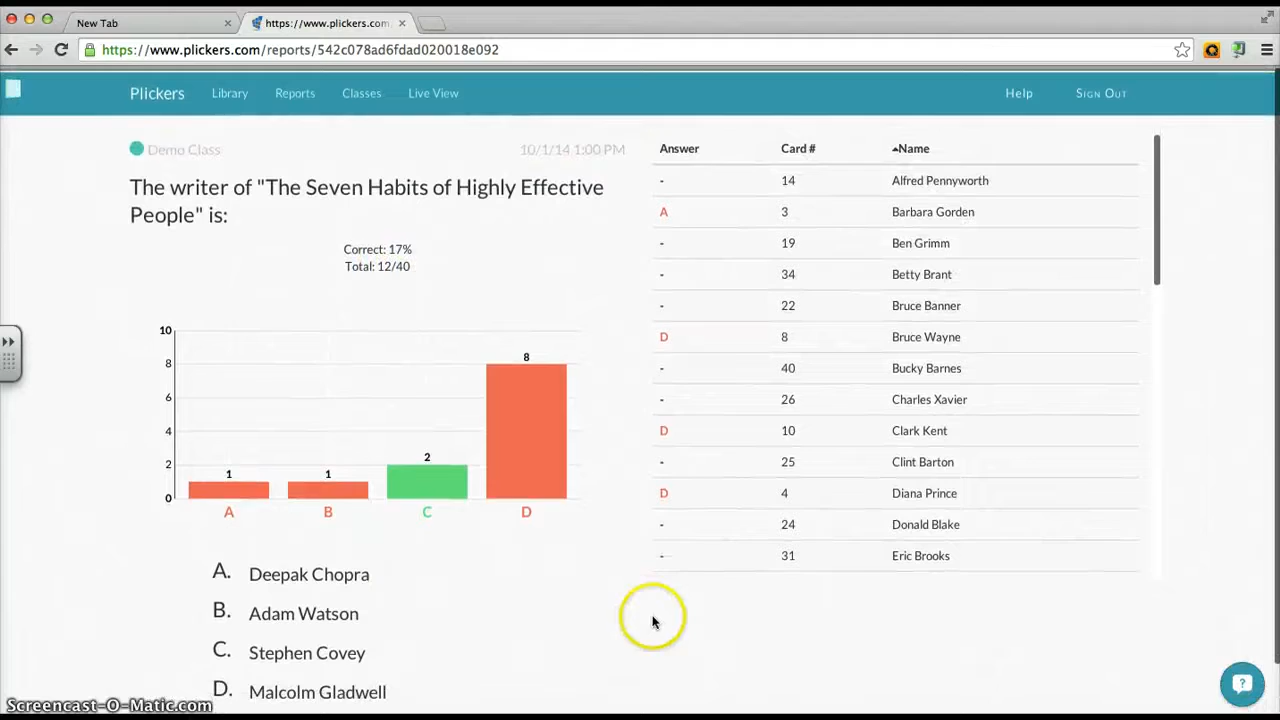 New Tab
https://www.plickers.com
https://www.plickers.com/reports/542c078ad6fdad020018e092
Plickers Library Reports Classes Live View Help Sign Out
Demo Class 10/1/14 1:00 PM
The writer of "The Seven Habits of Highly Effective
People" is:
Correct: 17%
Total: 12/40
10
8
6
4
2
0
1
1
2
8
A B C D
A. Deepak Chopra
B. Adam Watson
C. Stephen Covey
D. Malcolm Gladwell
Answer Card # Name
- 14 Alfred Pennyworth
A 3 Barbara Gorden
- 19 Ben Grimm
- 34 Betty Brant
- 22 Bruce Banner
D 8 Bruce Wayne
- 40 Bucky Barnes
- 26 Charles Xavier
D 10 Clark Kent
- 25 Clint Barton
D 4 Diana Prince
- 24 Donald Blake
- 31 Eric Brooks
?
Screencast-O-Matic.com